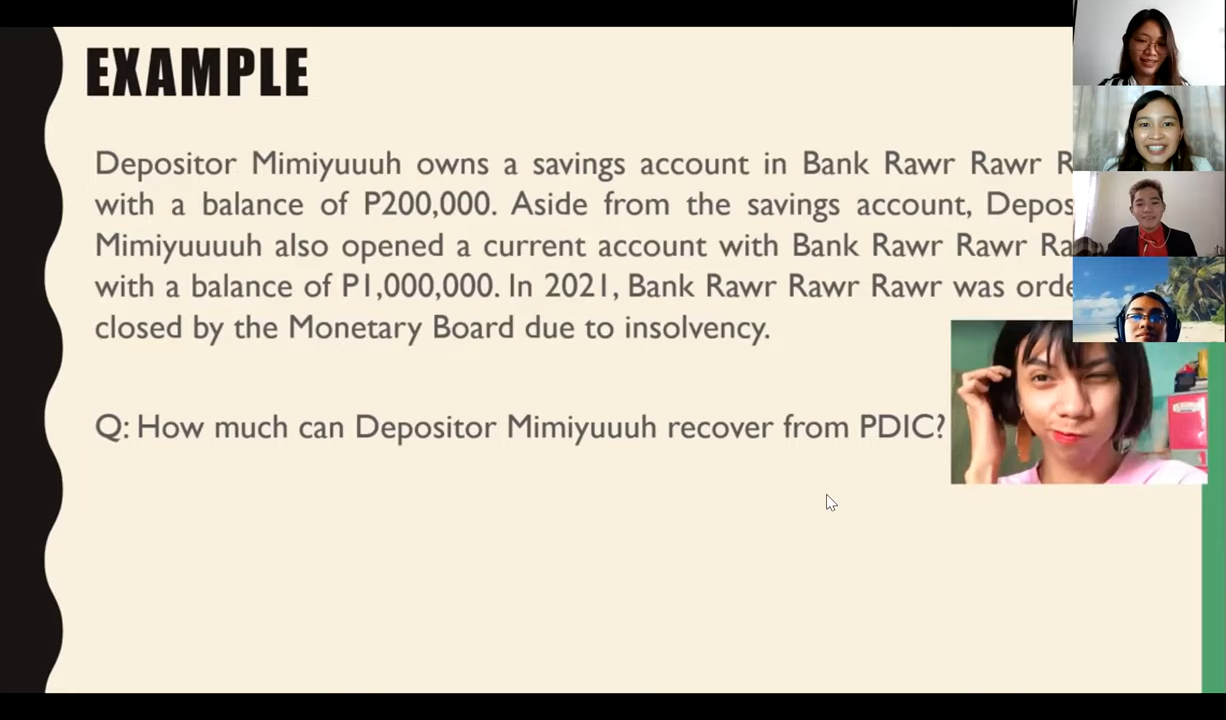 EXAMPLE
Depositor Mimiyuuuh owns a savings account in Bank Rawr Rawr
with a balance of P200,000. Aside from the savings account,
Mimiyuuuuh also opened a current account with Bank Rawr Rawr
with a balance of P1,000,000. In 2021, Bank Rawr Rawr Rawr was
closed by the Monetary Board due to insolvency.
Q: How much can Depositor Mimiyuuuh recover from PDIC?